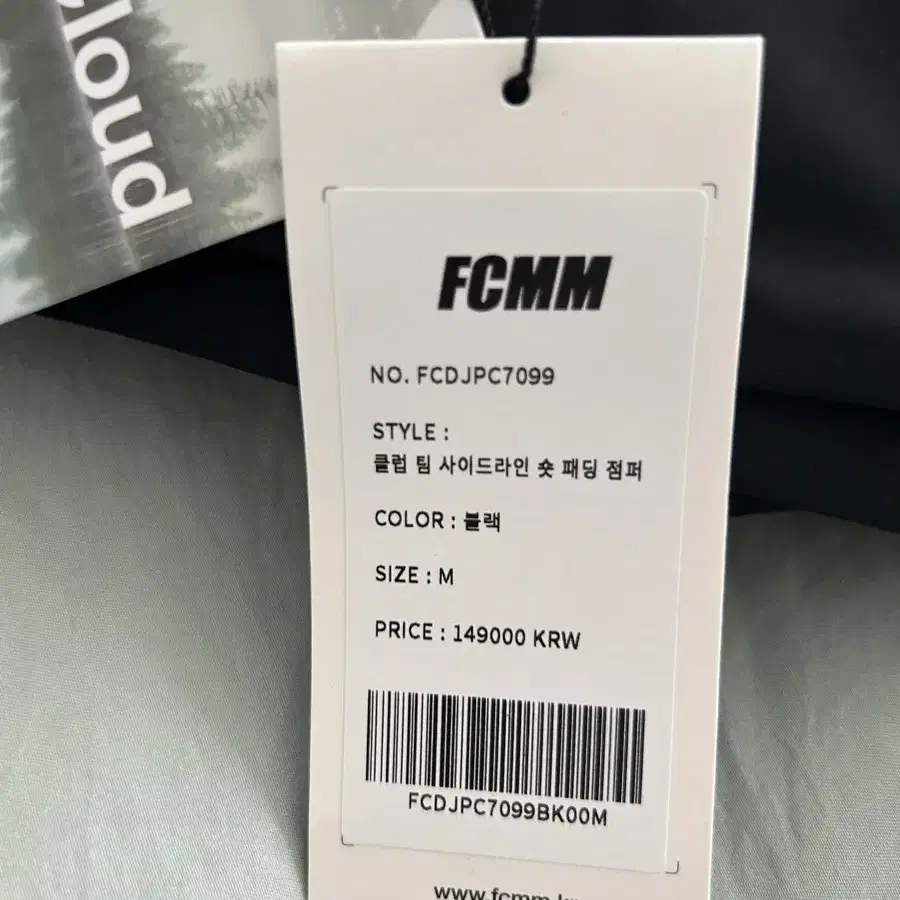 cloud
FCMM
NO. FCDJPC7099
STYLE :
클럽 팀 사이드라인 숏 패딩 점퍼
COLOR : 블랙
SIZE : M
PRICE : 149000 KRW
FCDJPC7099BK00M
www.fcmm.kr